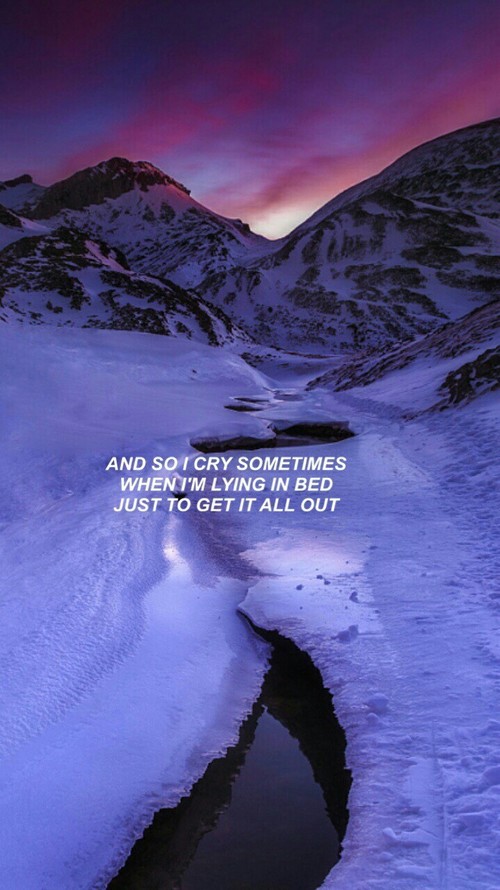 AND SO I CRY SOMETIMES
WHEN I'M LYING IN BED
JUST TO GET IT ALL OUT